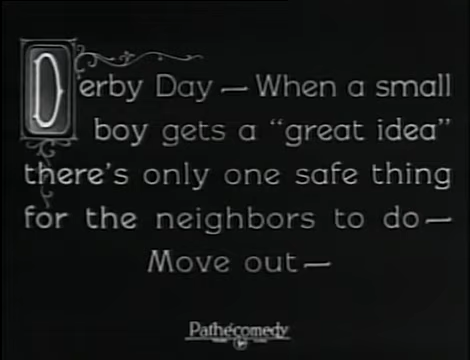 Derby Day — When a small
boy gets a “great idea”
there's only one safe thing
for the neighbors to do —
Move out —
Pathécomedy